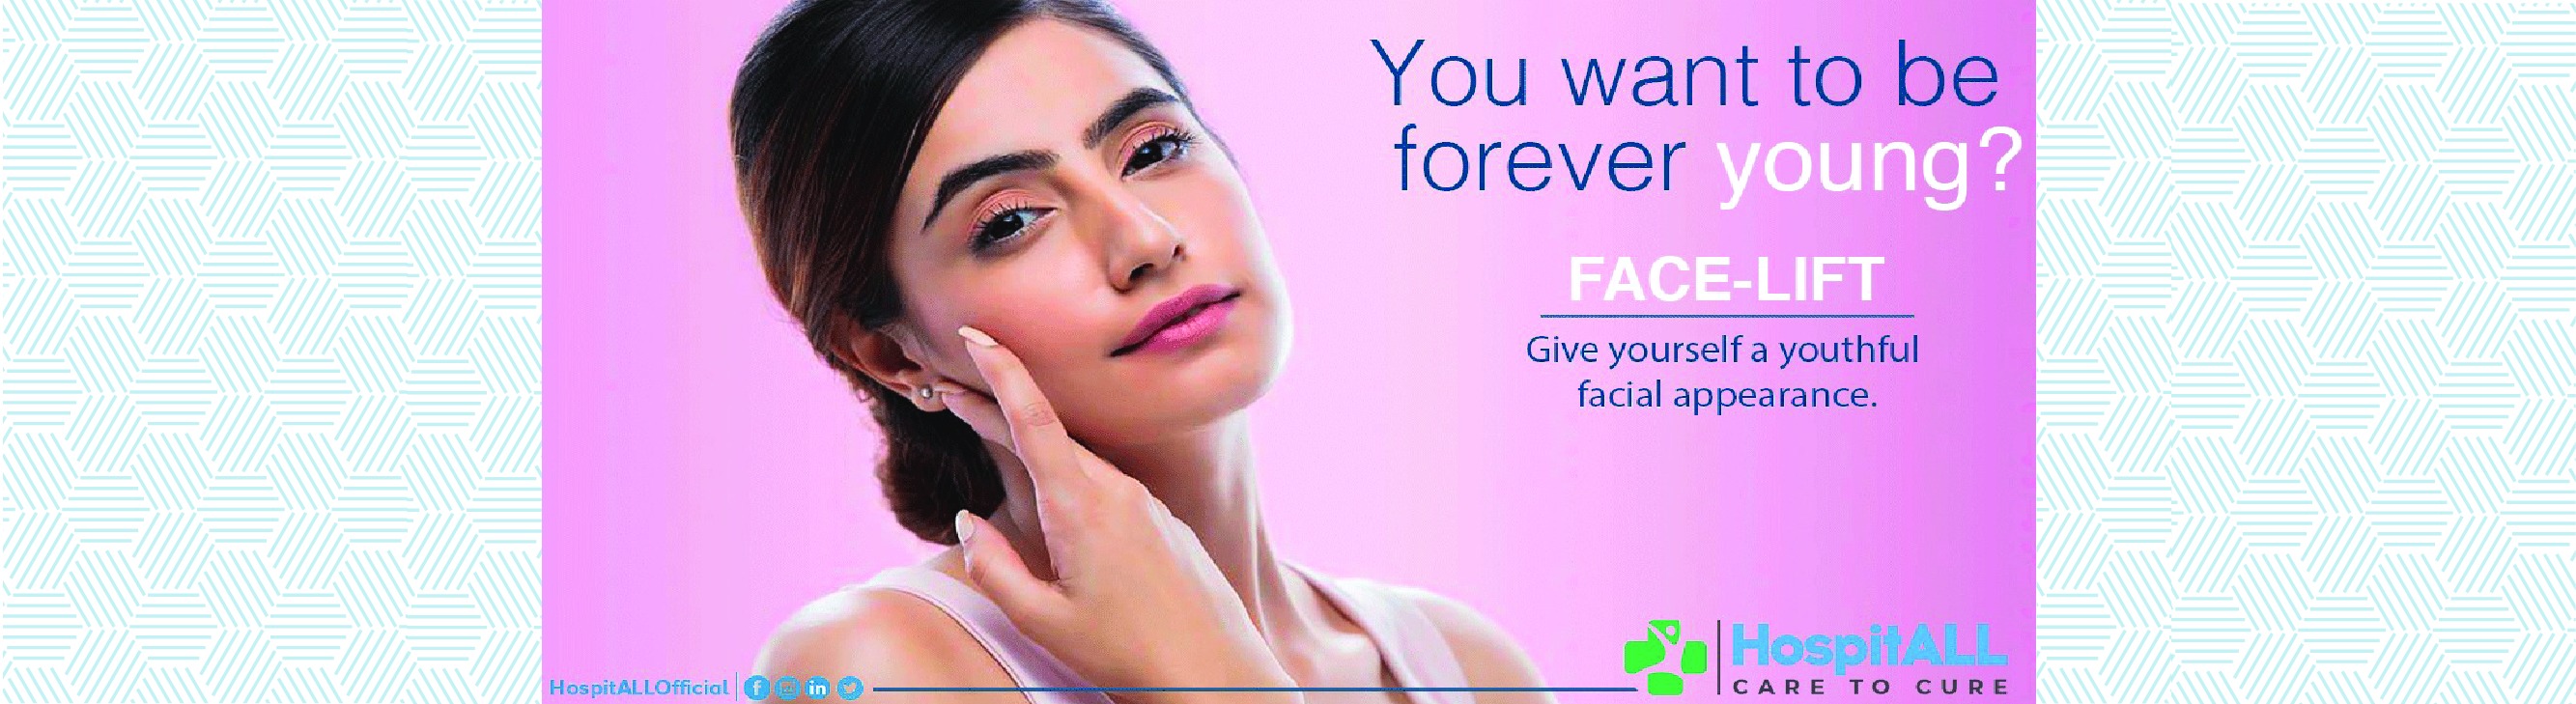 You want to be
forever young?
FACE-LIFT
Give yourself a youthful
facial appearance.
HospitALLOfficial
HospitALL
CARE TO CURE